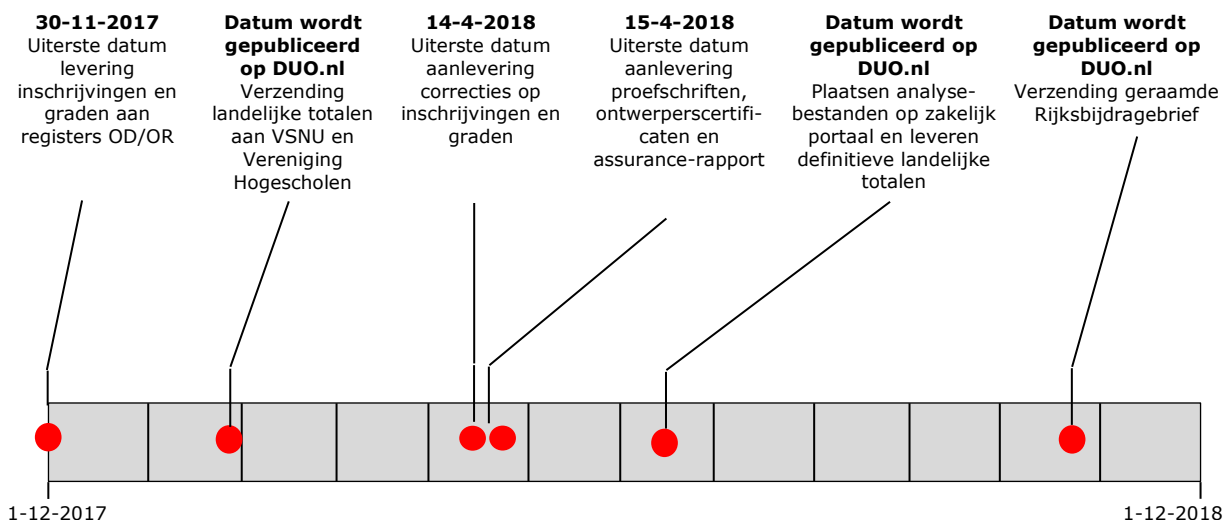 30-11-2017
Uiterste datum
levering
inschrijvingen en
graden aan
registers OD/OR
Datum wordt
gepubliceerd
op DUO.nl
Verzending
landelijke totalen
aan VSNU en
Vereniging
Hogescholen
14-4-2018
Uiterste datum
aanlevering
correcties op
inschrijvingen en
graden
15-4-2018
Uiterste datum
aanlevering
proefschriften,
ontwerperscertifi-
caten en
assurance-rapport
Datum wordt
gepubliceerd op
DUO.nl
Plaatsen analyse-
bestanden op zakelijk
portaal en leveren
definitieve landelijke
totalen
Datum wordt
gepubliceerd op
DUO.nl
Verzending geraamde
Rijksbijdragebrief
1-12-2017
1-12-2018